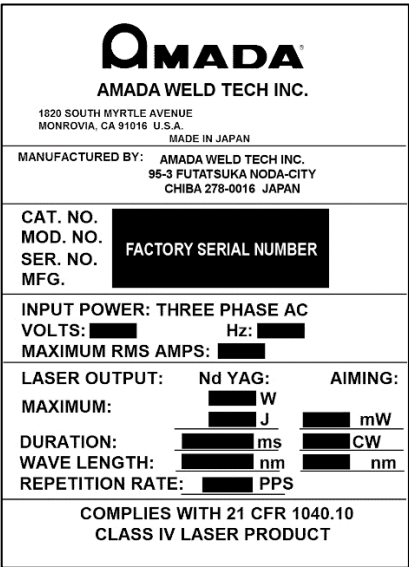 AMADA
AMADA WELD TECH INC.
1820 SOUTH MYRTLE AVENUE
MONROVIA, CA 91016 U.S.A.
MADE IN JAPAN
MANUFACTURED BY: AMADA WELD TECH INC.
95-3 FUTATSUKA NODA-CITY
CHIBA 278-0016 JAPAN
CAT. NO.
MOD. NO.
SER. NO.
MFG.
FACTORY SERIAL NUMBER
INPUT POWER: THREE PHASE AC
VOLTS: Hz:
MAXIMUM RMS AMPS:
LASER OUTPUT: Nd YAG: AIMING:
MAXIMUM: W
J mW
DURATION: ms CW
WAVE LENGTH: nm nm
REPETITION RATE: PPS
COMPLIES WITH 21 CFR 1040.10
CLASS IV LASER PRODUCT